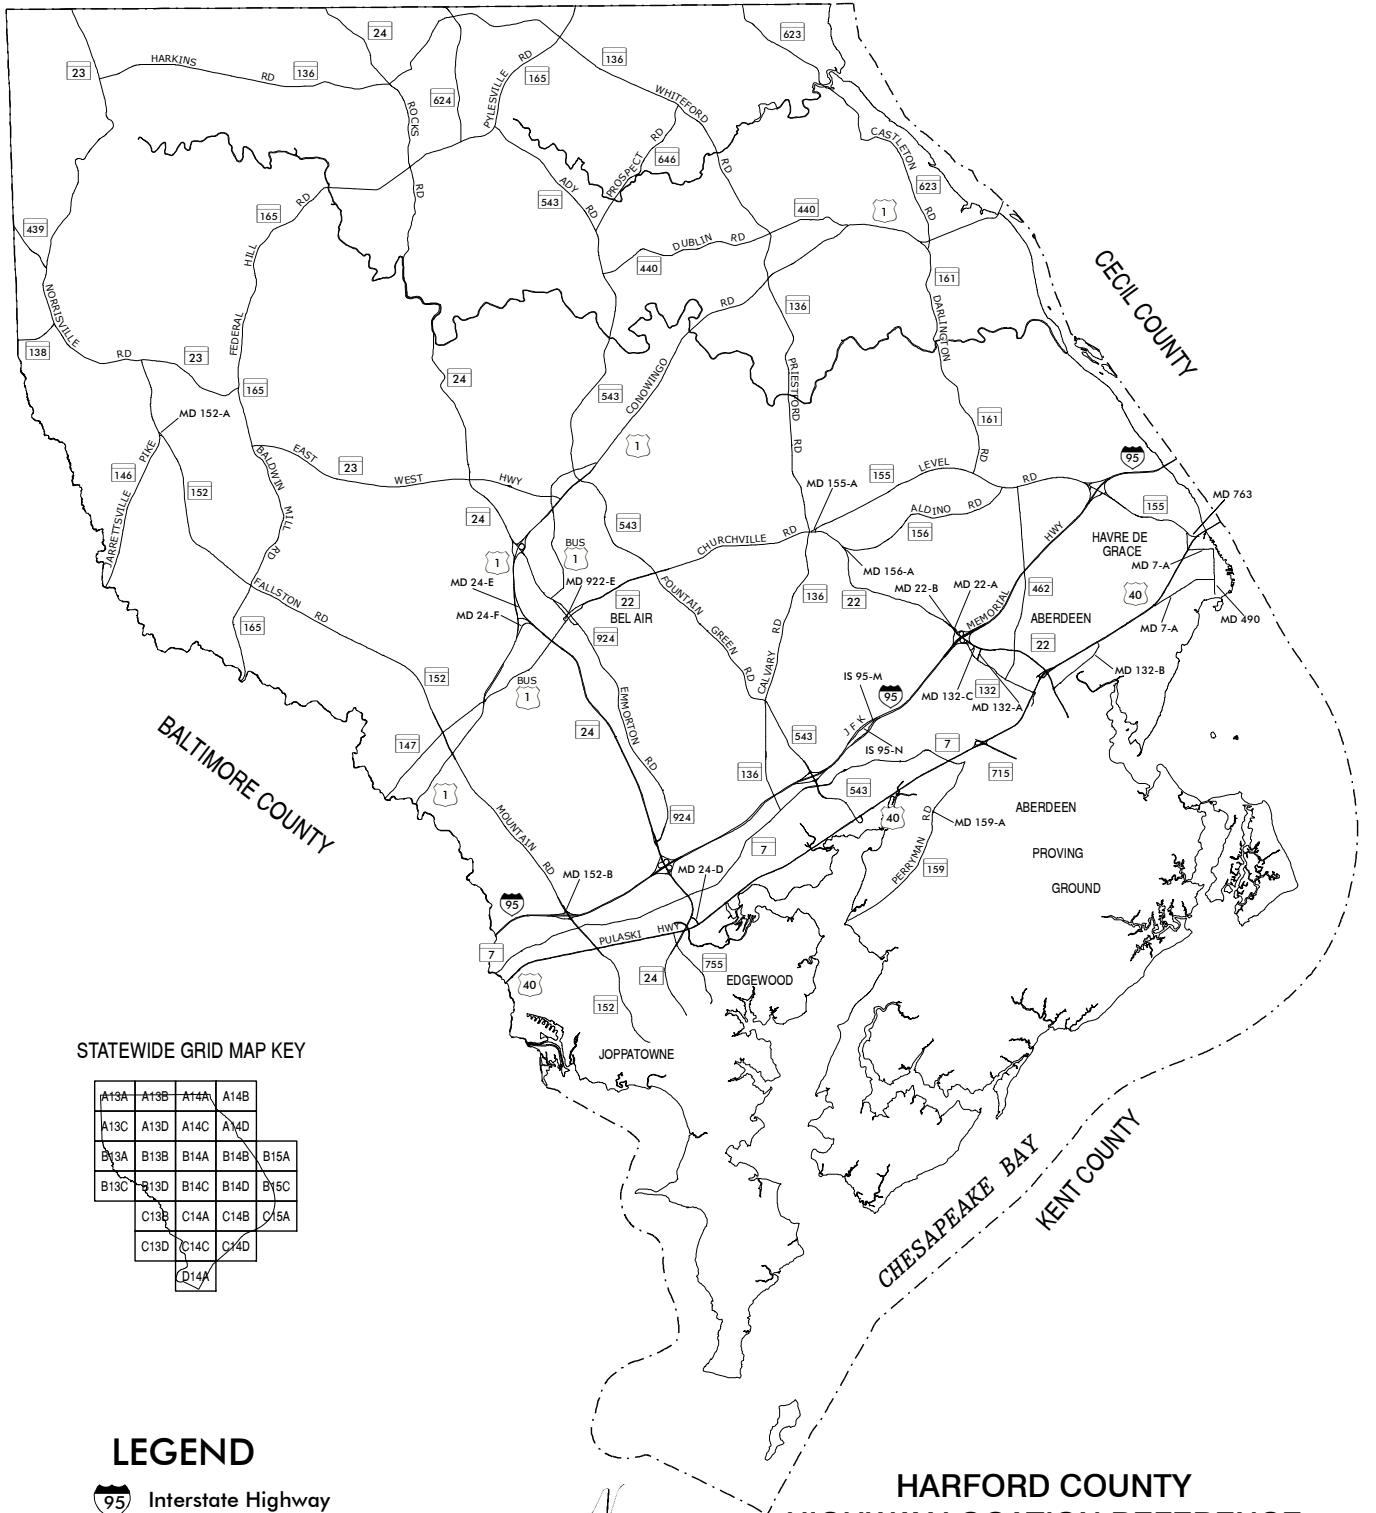 24
623
23
HARKINS
RD
136
624
ROCKS
RD
PYLESVILLE
RD
165
136
WHITEFORD
RD
646
PROSPECT
RD
CASTLETON
623
RD
439
165
HILL
RD
ADY
543
RD
440
1
DUBLIN RD
440
161
CECIL COUNTY
NORRISVILLE
RD
138
23
FEDERAL
165
24
543
CONOWINGO
RD
136
PRIESTFORD
RD
DARLINGTON
161
RD
MD 152-A
146
PIKE
JARRETTSVILLE
152
BALDWIN
MILL
RD
EAST
23
WEST
HWY
1
24
543
MD 155-A
155
LEVEL
RD
95
155
MD 763
ALDINO RD
156
HWY
HAVRE DE
GRACE
MD 7-A
CHURCHVILLE RD
1
BUS
1
MD 24-E
MD 922-E
MD 24-F
22
BEL AIR
924
FOUNTAIN
GREEN
RD
136
22
MD 156-A
MD 22-B
MD 22-A
MEMORIAL
462
ABERDEEN
22
40
MD 7-A
MD 490
FALLSTON
RD
165
152
BUS
1
EMMORTON
RD
24
CALVARY
RD
IS 95-M
95
MD 132-C
132
MD 132-A
MD 132-B
BALTIMORE COUNTY
147
1
543
J F K
IS 95-N
7
715
136
543
40
ABERDEEN
PROVING
GROUND
MOUNTAIN
RD
924
7
MD 159-A
PERRYMAN
RD
159
MD 152-B
MD 24-D
95
PULASKI HWY
7
40
755
24
EDGEWOOD
152
JOPPATOWNE
STATEWIDE GRID MAP KEY
A13A A13B A14A A14B
A13C A13D A14C A14D
B13A B13B B14A B14B B15A
B13C B13D B14C B14D B15C
C13B C14A C14B C15A
C13D C14C C14D
D14A
CHESAPEAKE BAY
KENT COUNTY
LEGEND
95 Interstate Highway
N
HARFORD COUNTY